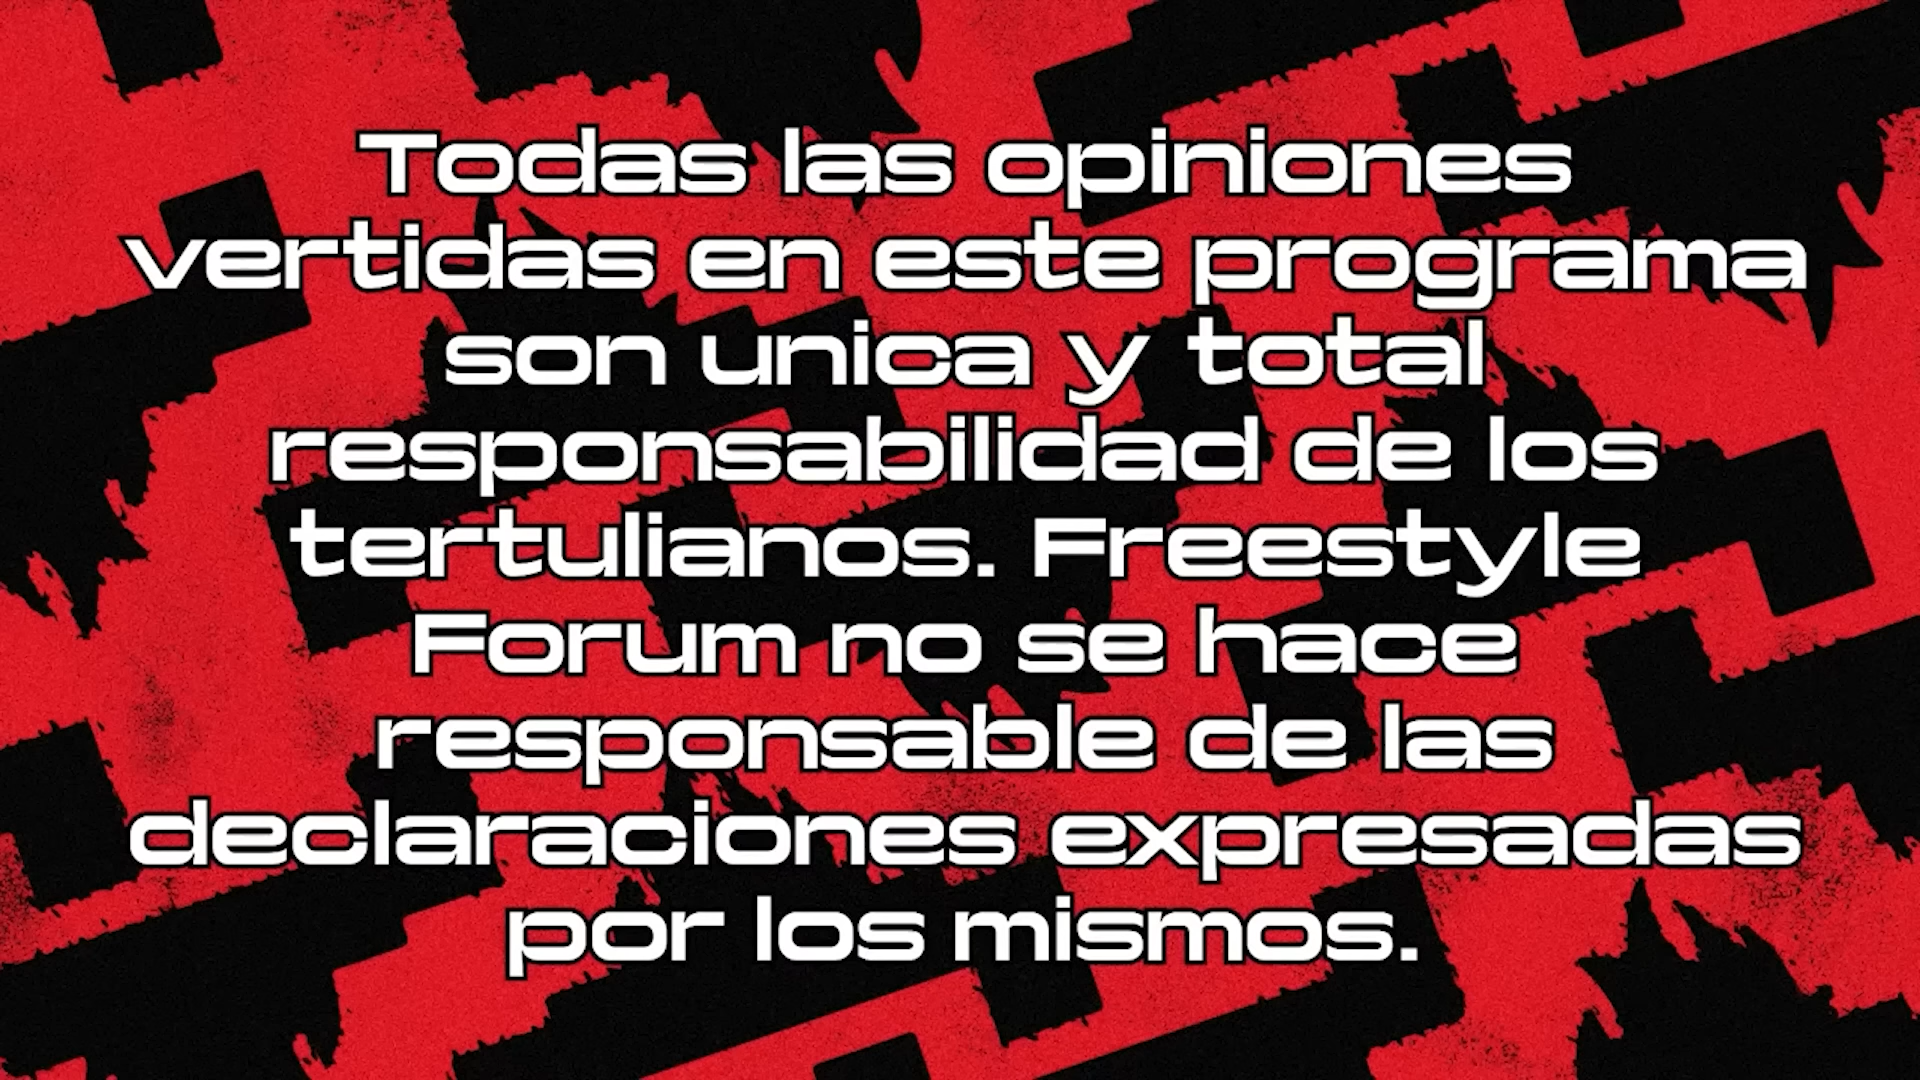 Todas las opiniones
vertidas en este programa
son unica y total
responsabilidad de los
tertulianos. Freestyle
Forum no se hace
responsable de las
declaraciones expresadas
por los mismos.